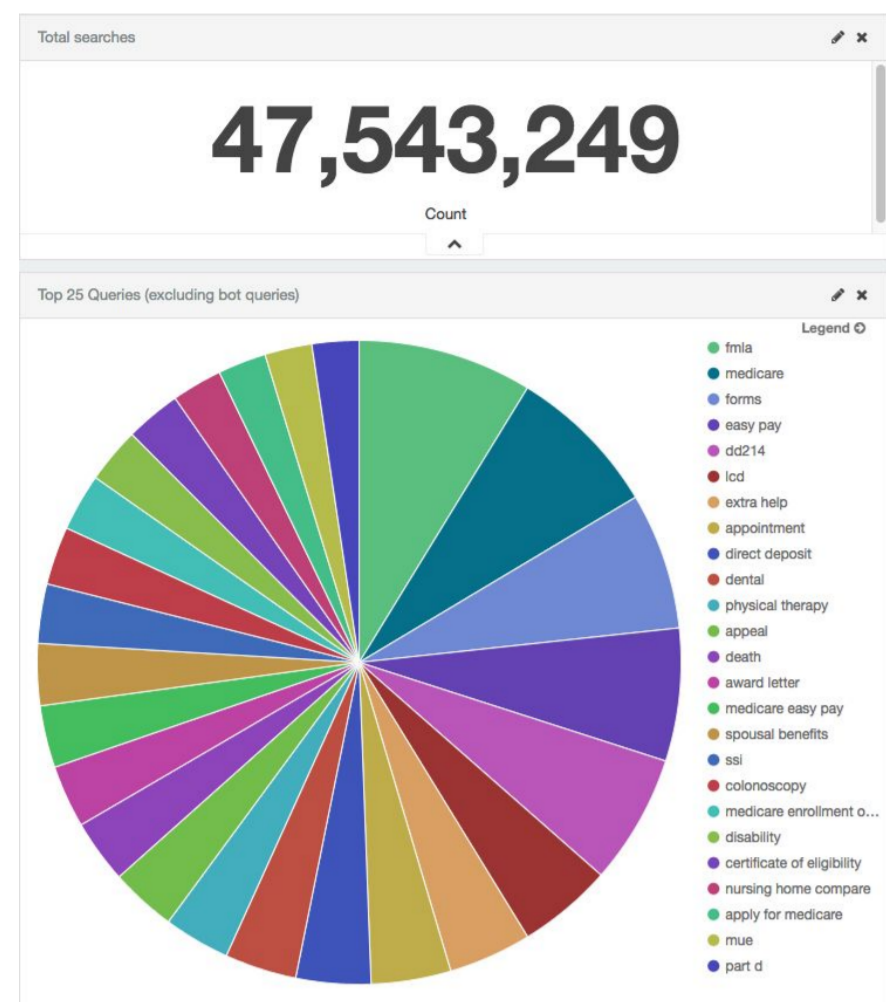 Total searches
47,543,249
Count
Top 25 Queries (excluding bot queries)
Legend
fmla
medicare
forms
easy pay
dd214
lcd
extra help
appointment
direct deposit
dental
physical therapy
appeal
death
award letter
medicare easy pay
spousal benefits
ssi
colonoscopy
medicare enrollment o...
disability
certificate of eligibility
nursing home compare
apply for medicare
mue
part d